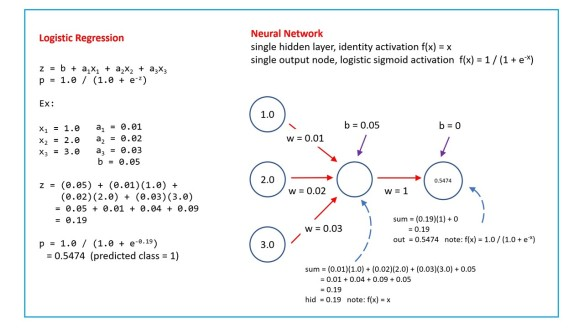 Logistic Regression
z = b + a₁x₁ + a₂x₂ + a₃x₃
p = 1.0 / (1.0 + e⁻ᶻ)
Ex:
x₁ = 1.0 a₁ = 0.01
x₂ = 2.0 a₂ = 0.02
x₃ = 3.0 a₃ = 0.03
b = 0.05
z = (0.05) + (0.01)(1.0) +
(0.02)(2.0) + (0.03)(3.0)
= 0.05 + 0.01 + 0.04 + 0.09
= 0.19
p = 1.0 / (1.0 + e⁻⁰·¹⁹)
= 0.5474 (predicted class = 1)
Neural Network
single hidden layer, identity activation f(x) = x
single output node, logistic sigmoid activation f(x) = 1 / (1 + e⁻ˣ)
1.0
b = 0.05
b = 0
w = 0.01
2.0
0.5474
w = 0.02
w = 1
w = 0.03
3.0
sum = (0.19)(1) + 0
= 0.19
out = 0.5474 note: f(x) = 1.0 / (1.0 + e⁻ˣ)
sum = (0.01)(1.0) + (0.02)(2.0) + (0.03)(3.0) + 0.05
= 0.01 + 0.04 + 0.09 + 0.05
= 0.19
hid = 0.19 note: f(x) = x